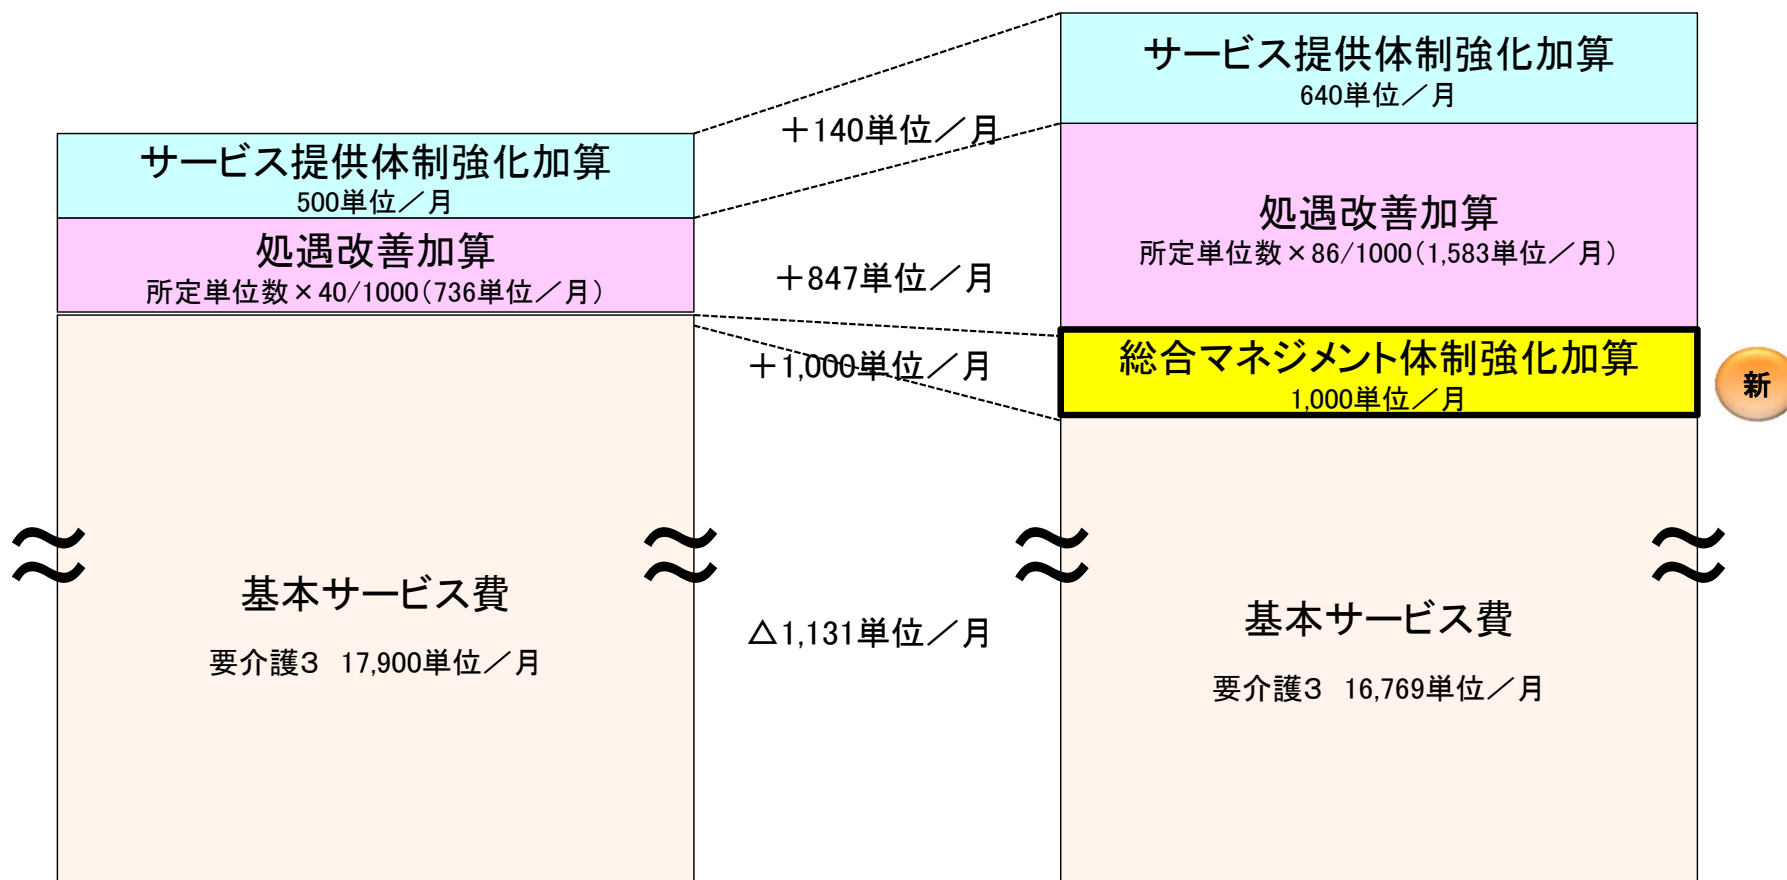 サービス提供体制強化加算
500単位／月
処遇改善加算
所定単位数×40/1000（736単位／月）
基本サービス費
要介護3　17,900単位／月
＋140単位／月
＋847単位／月
＋1,000単位／月
△1,131単位／月
サービス提供体制強化加算
640単位／月
処遇改善加算
所定単位数×86/1000（1,583単位／月）
総合マネジメント体制強化加算
1,000単位／月
新
基本サービス費
要介護3　16,769単位／月